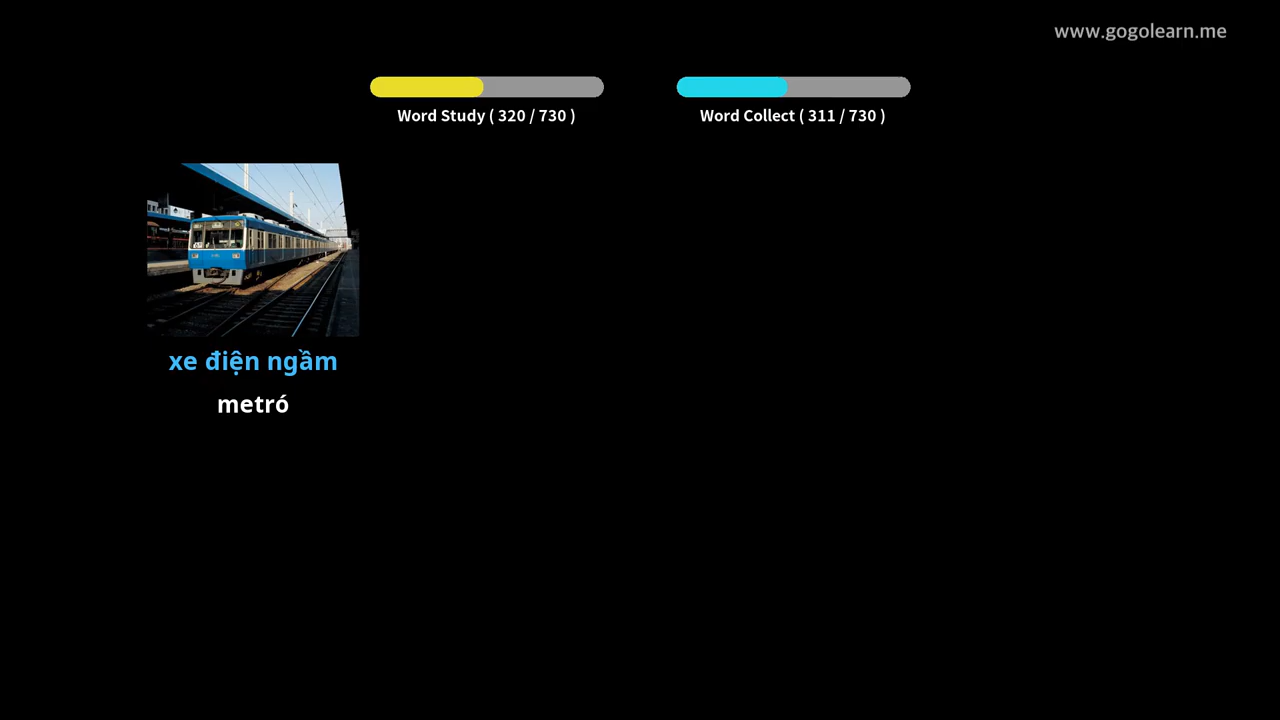 www.gogolearn.me
Word Study ( 320 / 730 )
Word Collect ( 311 / 730 )
xe điện ngầm
metró